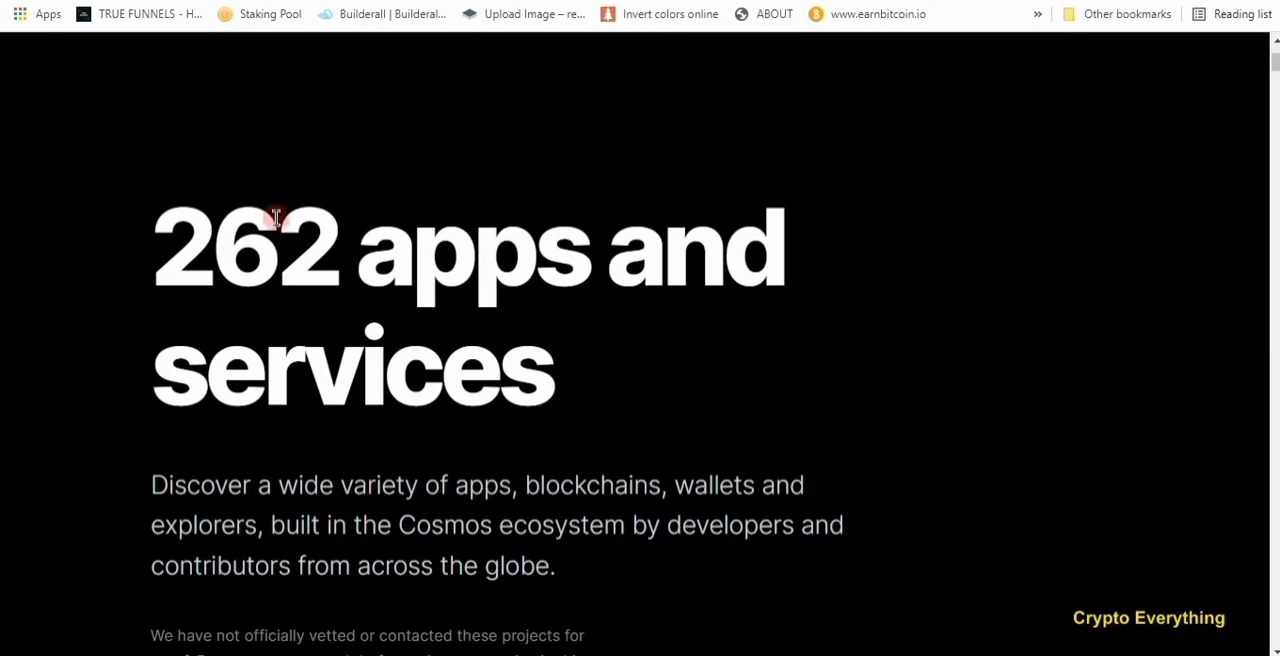 Apps TRUE FUNNELS - H... Staking Pool Builderall | Builderal... Upload Image – re... Invert colors online ABOUT www.earnbitcoin.io » Other bookmarks Reading list
262 apps and
services
Discover a wide variety of apps, blockchains, wallets and
explorers, built in the Cosmos ecosystem by developers and
contributors from across the globe.
Crypto Everything
We have not officially vetted or contacted these projects for